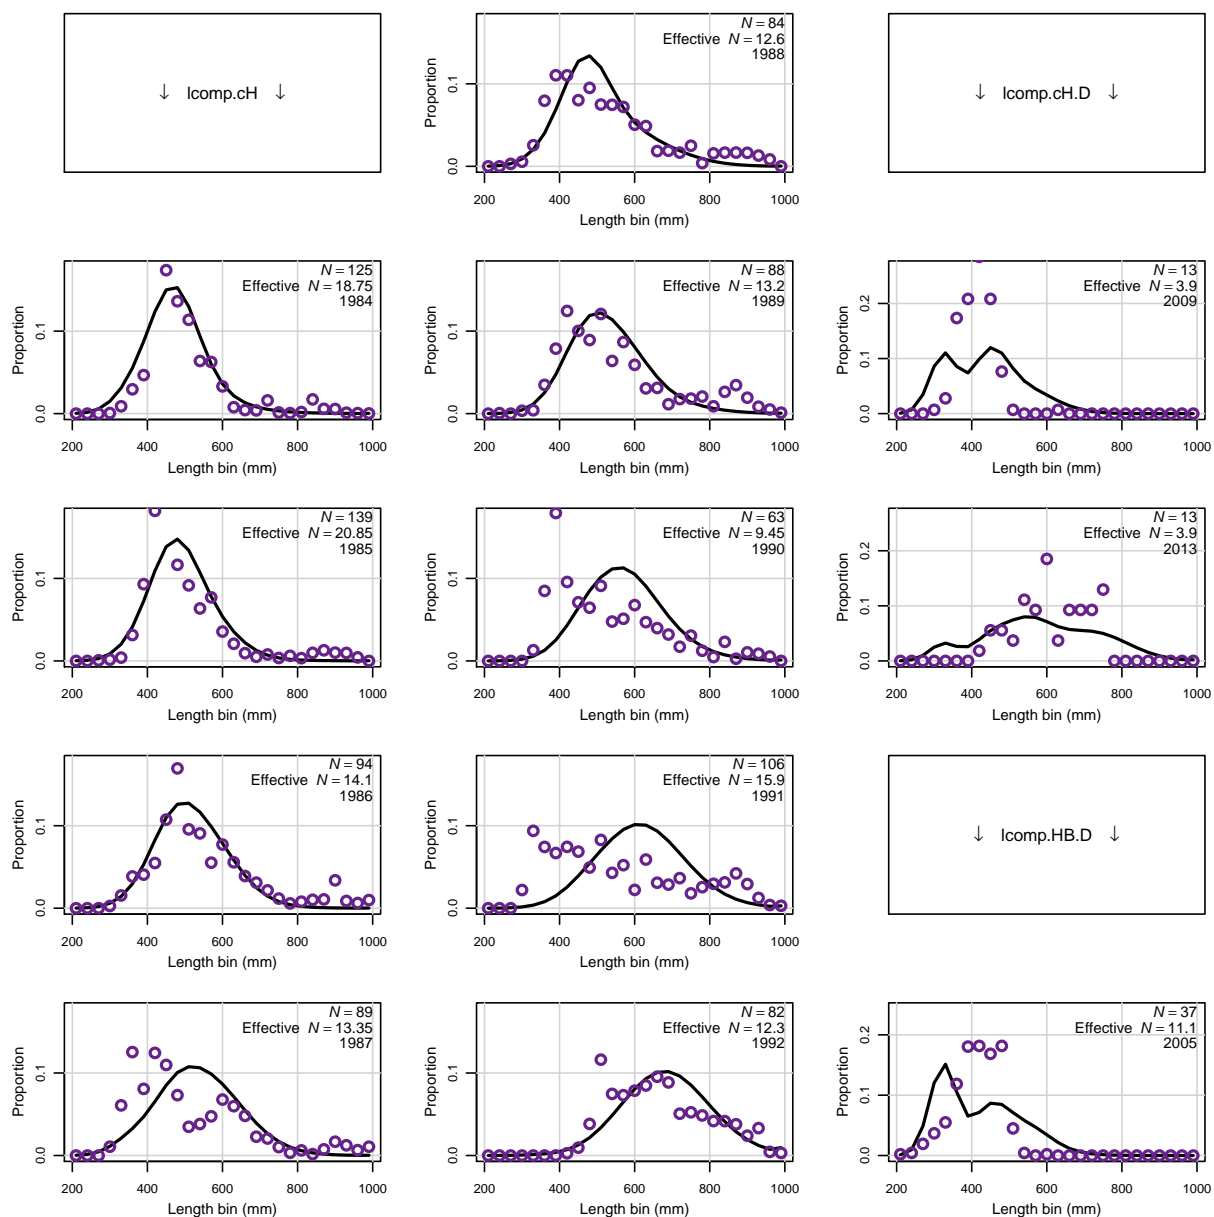 ↓ lcomp.cH ↓
N = 125
Effective N = 18.75
1984
Proportion
0.1
0.0
200 400 600 800 1000
Length bin (mm)
N = 139
Effective N = 20.85
1985
Proportion
0.1
0.0
200 400 600 800 1000
Length bin (mm)
N = 94
Effective N = 14.1
1986
Proportion
0.1
0.0
200 400 600 800 1000
Length bin (mm)
N = 89
Effective N = 13.35
1987
Proportion
0.1
0.0
200 400 600 800 1000
Length bin (mm)
N = 84
Effective N = 12.6
1988
Proportion
0.1
0.0
200 400 600 800 1000
Length bin (mm)
N = 88
Effective N = 13.2
1989
Proportion
0.1
0.0
200 400 600 800 1000
Length bin (mm)
N = 63
Effective N = 9.45
1990
Proportion
0.1
0.0
200 400 600 800 1000
Length bin (mm)
N = 106
Effective N = 15.9
1991
Proportion
0.1
0.0
200 400 600 800 1000
Length bin (mm)
N = 82
Effective N = 12.3
1992
Proportion
0.1
0.0
200 400 600 800 1000
Length bin (mm)
↓ lcomp.cH.D ↓
N = 13
Effective N = 3.9
2009
Proportion
0.2
0.1
0.0
200 400 600 800 1000
Length bin (mm)
N = 13
Effective N = 3.9
2013
Proportion
0.2
0.1
0.0
200 400 600 800 1000
Length bin (mm)
↓ lcomp.HB.D ↓
N = 37
Effective N = 11.1
2005
Proportion
0.2
0.1
0.0
200 400 600 800 1000
Length bin (mm)